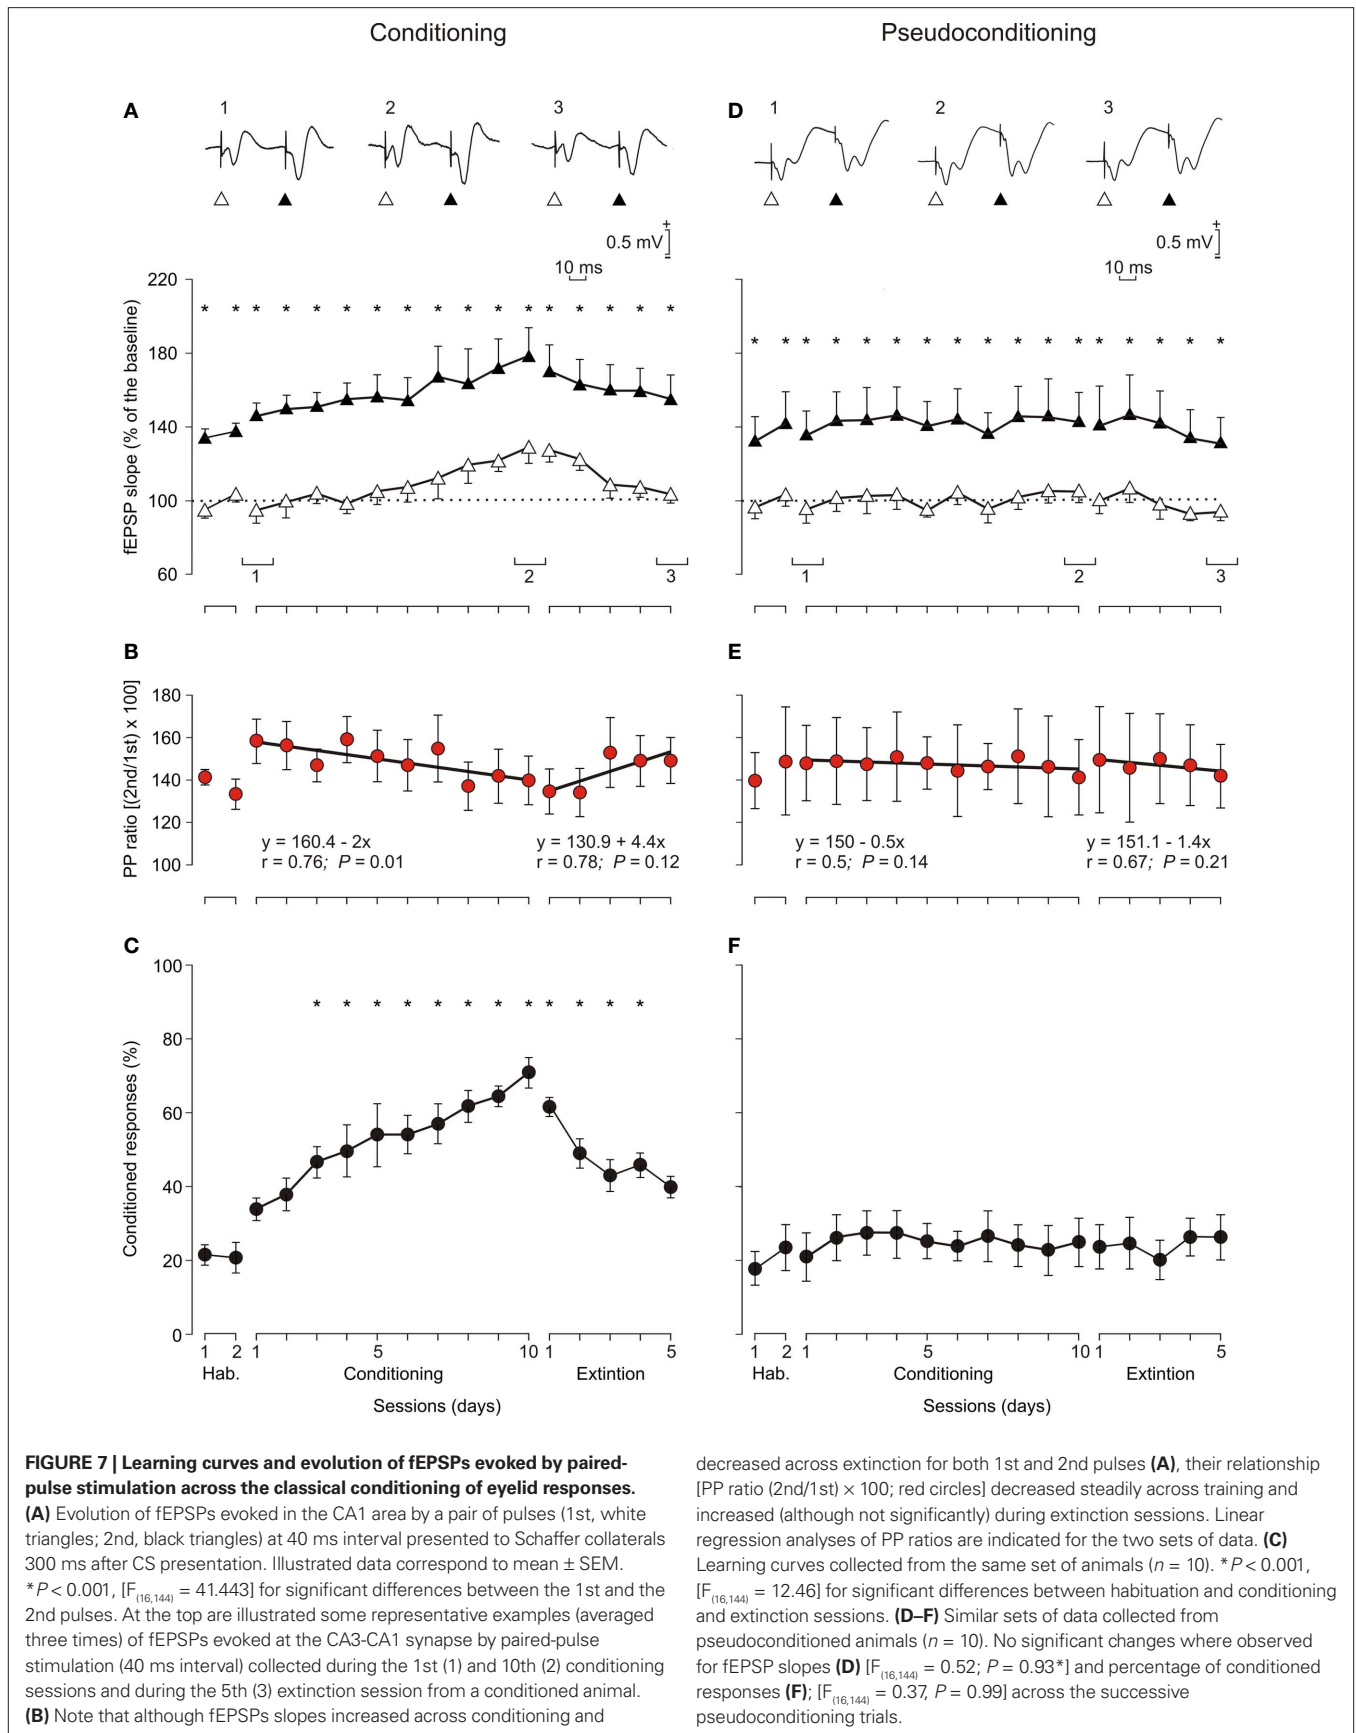 Conditioning
Pseudoconditioning
A
1
2
3
D
1
2
3
+
0.5 mV
-
10 ms
+
0.5 mV
-
10 ms
fEPSP slope (% of the baseline)
220
180
140
100
60
* * * * * * * * * * * * * * * * *
* * * * * * * * * * * * * * * * *
1
2
3
1
2
3
B
E
PP ratio [(2nd/1st) x 100]
180
160
140
120
100
y = 160.4 - 2x
r = 0.76; P = 0.01
y = 130.9 + 4.4x
r = 0.78; P = 0.12
y = 150 - 0.5x
r = 0.5; P = 0.14
y = 151.1 - 1.4x
r = 0.67; P = 0.21
C
F
Conditioned responses (%)
100
80
60
40
20
0
* * * * * * * * * * * *
1 2 1 5 10 1 5
Hab. Conditioning Extintion
Sessions (days)
1 2 1 5 10 1 5
Hab. Conditioning Extintion
Sessions (days)
FIGURE 7 | Learning curves and evolution of fEPSPs evoked by paired-
pulse stimulation across the classical conditioning of eyelid responses.
(A) Evolution of fEPSPs evoked in the CA1 area by a pair of pulses (1st, white
triangles; 2nd, black triangles) at 40 ms interval presented to Schaffer collaterals
300 ms after CS presentation. Illustrated data correspond to mean ± SEM.
*P < 0.001, [F(16,144) = 41.443] for significant differences between the 1st and the
2nd pulses. At the top are illustrated some representative examples (averaged
three times) of fEPSPs evoked at the CA3-CA1 synapse by paired-pulse
stimulation (40 ms interval) collected during the 1st (1) and 10th (2) conditioning
sessions and during the 5th (3) extinction session from a conditioned animal.
(B) Note that although fEPSPs slopes increased across conditioning and
decreased across extinction for both 1st and 2nd pulses (A), their relationship
[PP ratio (2nd/1st) × 100; red circles] decreased steadily across training and
increased (although not significantly) during extinction sessions. Linear
regression analyses of PP ratios are indicated for the two sets of data. (C)
Learning curves collected from the same set of animals (n = 10). *P < 0.001,
[F(16,144) = 12.46] for significant differences between habituation and conditioning
and extinction sessions. (D–F) Similar sets of data collected from
pseudoconditioned animals (n = 10). No significant changes where observed
for fEPSP slopes (D) [F(16,144) = 0.52; P = 0.93*] and percentage of conditioned
responses (F); [F(16,144) = 0.37, P = 0.99] across the successive
pseudoconditioning trials.